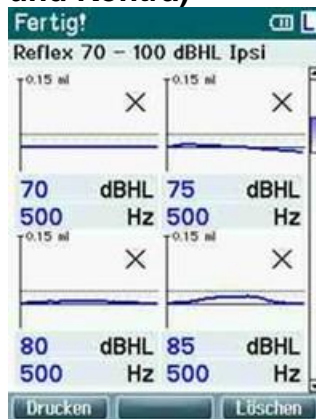 und Kontra)
Fertig! L
Reflex 70 - 100 dBHL Ipsi
0.15 ml 0.15 ml
70 dBHL 75 dBHL
500 Hz 500 Hz
0.15 ml 0.15 ml
80 dBHL 85 dBHL
500 Hz 500 Hz
Drucken Löschen